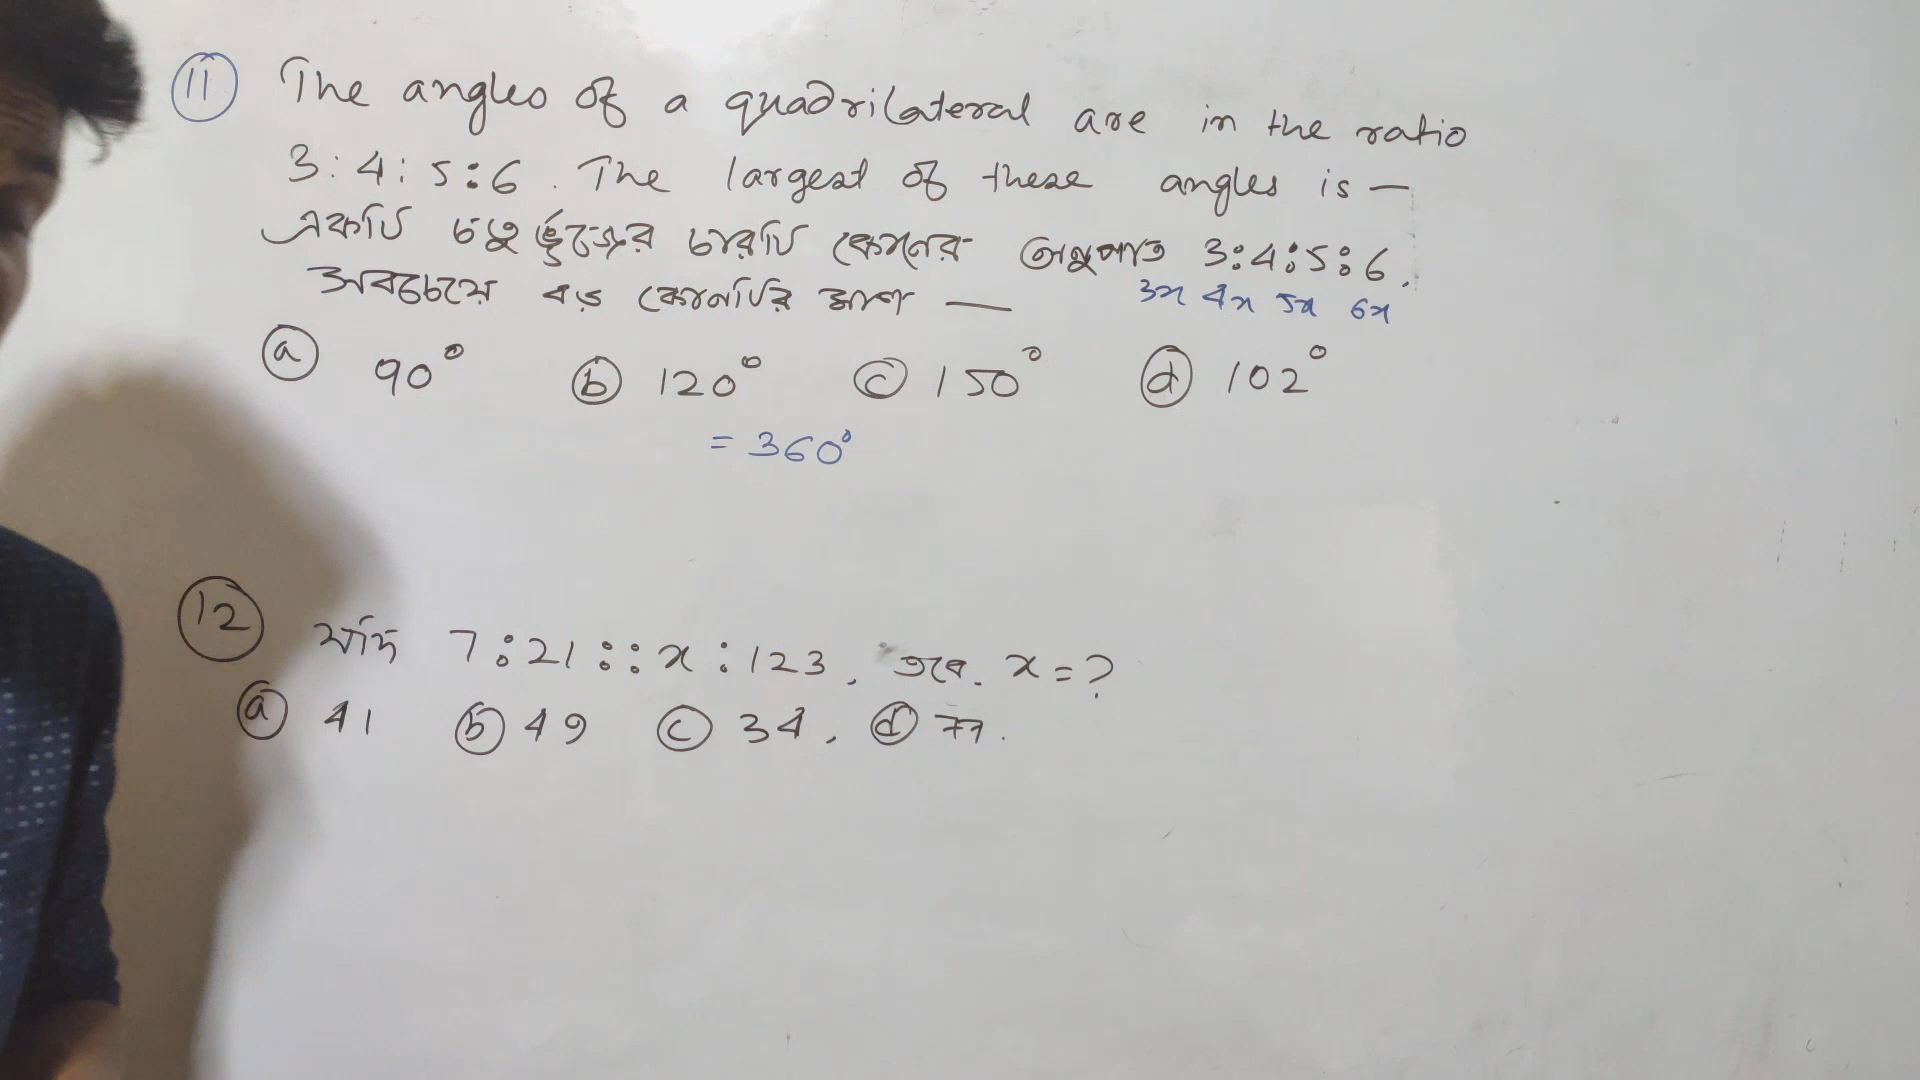 11 The angles of a quadrilateral are in the ratio
3:4:5:6. The largest of these angles is —
একটি চতুর্ভুজের চারটি কোনের অনুপাত 3:4:5:6.
3x 4x 5x 6x
সবচেয়ে বড় কোনটির মাণ —
a 90° b 120° c 150° d 102°
= 360°
12 যদি 7:21::x:123, তবে. x=?
a 41 b 49 c 34, d 77.